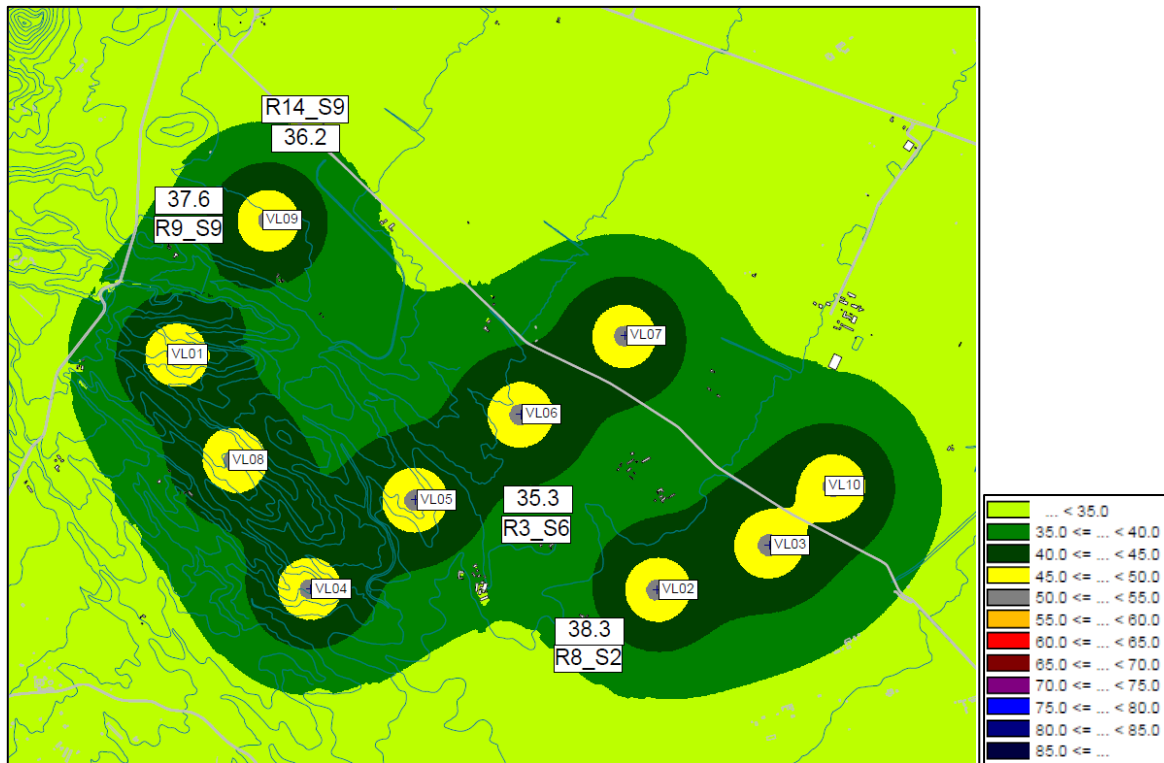 R14_S9
36.2
37.6
R9_S9
VL09
VL07
VL01
VL06
VL08
VL10
VL05
35.3
R3_S6
VL03
VL04
VL02
38.3
R8_S2
... < 35.0
35.0 <= ... < 40.0
40.0 <= ... < 45.0
45.0 <= ... < 50.0
50.0 <= ... < 55.0
55.0 <= ... < 60.0
60.0 <= ... < 65.0
65.0 <= ... < 70.0
70.0 <= ... < 75.0
75.0 <= ... < 80.0
80.0 <= ... < 85.0
85.0 <= ...